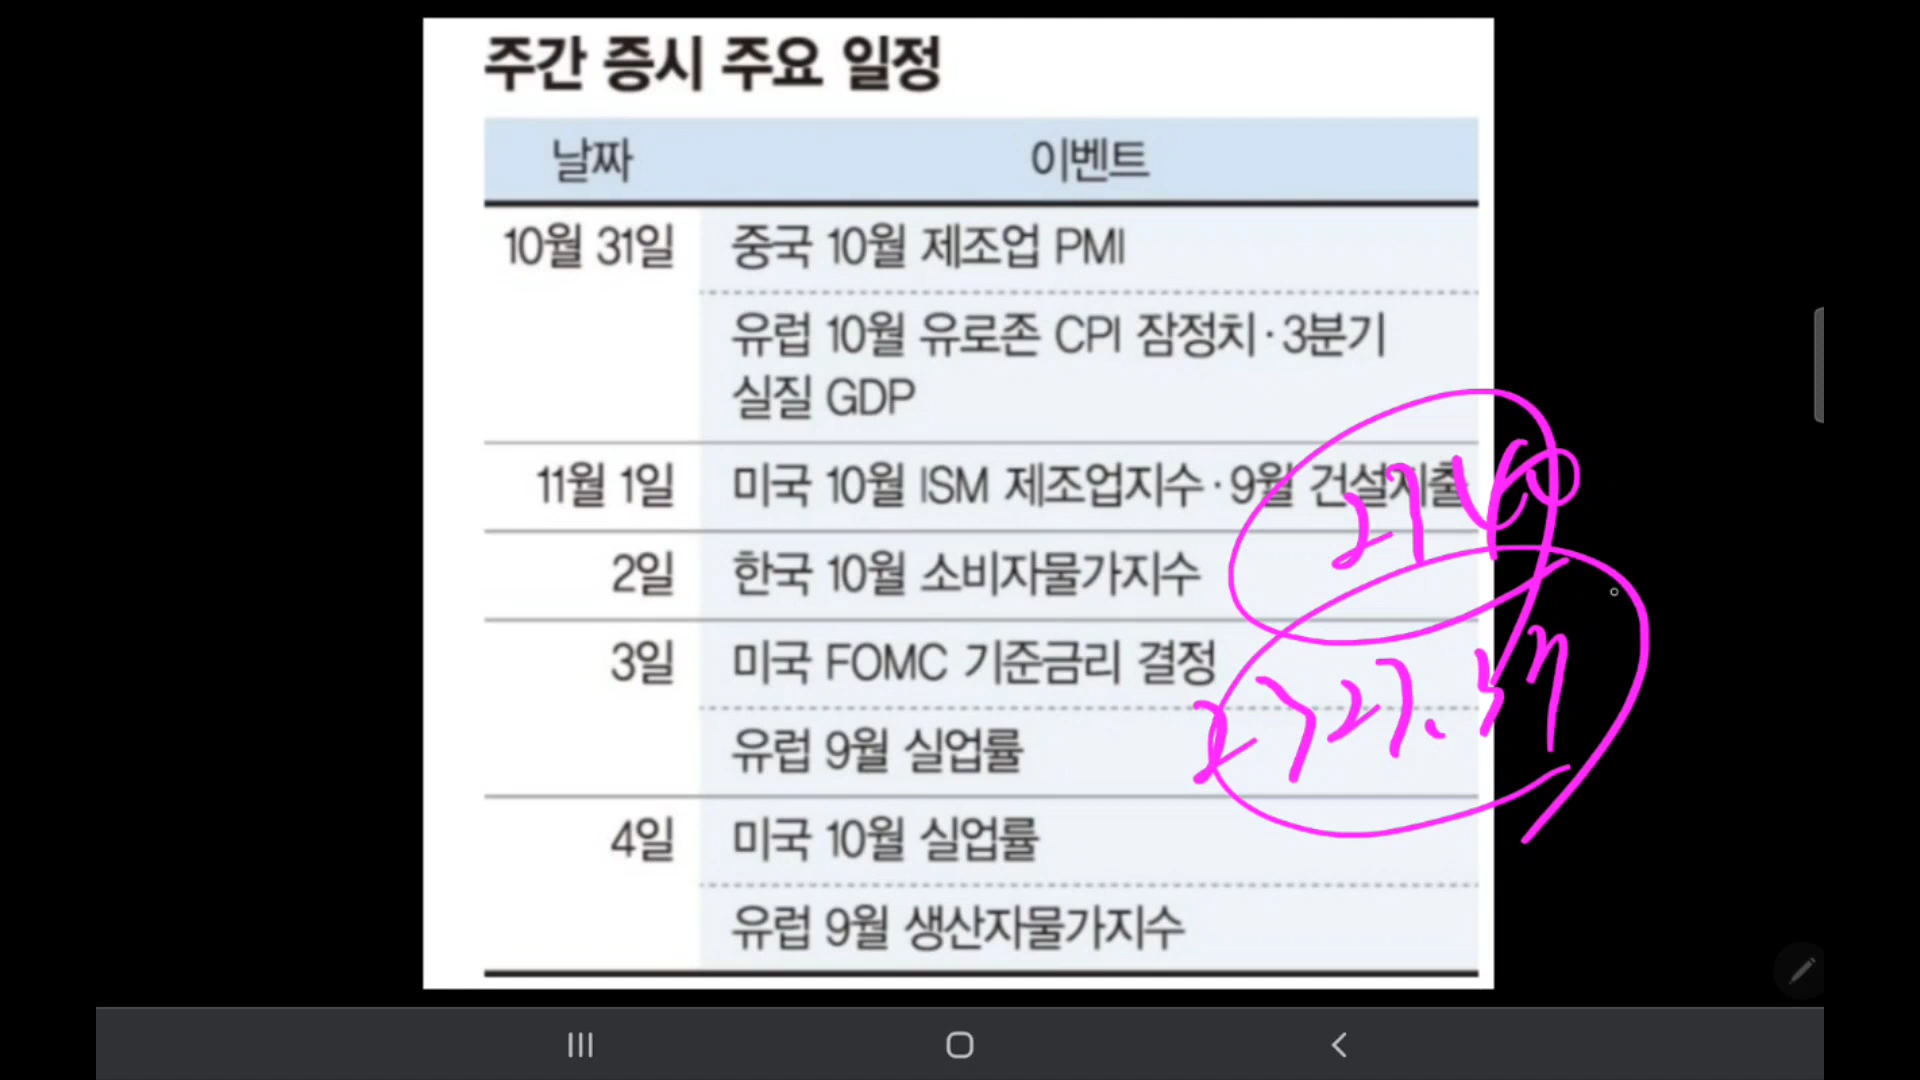 주간 증시 주요 일정
날짜 이벤트
10월 31일 중국 10월 제조업 PMI
유럽 10월 유로존 CPI 잠정치·3분기
실질 GDP
11월 1일 미국 10월 ISM 제조업지수·9월 건설지출
2일 한국 10월 소비자물가지수
3일 미국 FOMC 기준금리 결정
유럽 9월 실업률
4일 미국 10월 실업률
유럽 9월 생산자물가지수